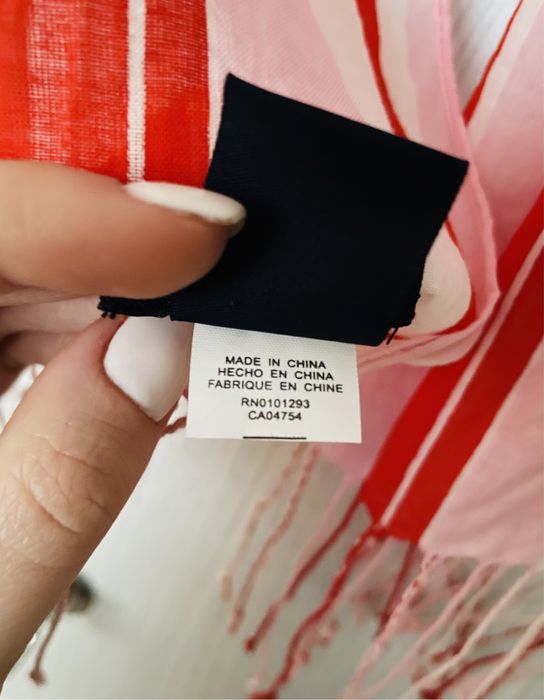 MADE IN CHINA
HECHO EN CHINA
FABRIQUE EN CHINE
RN0101293
CA04754